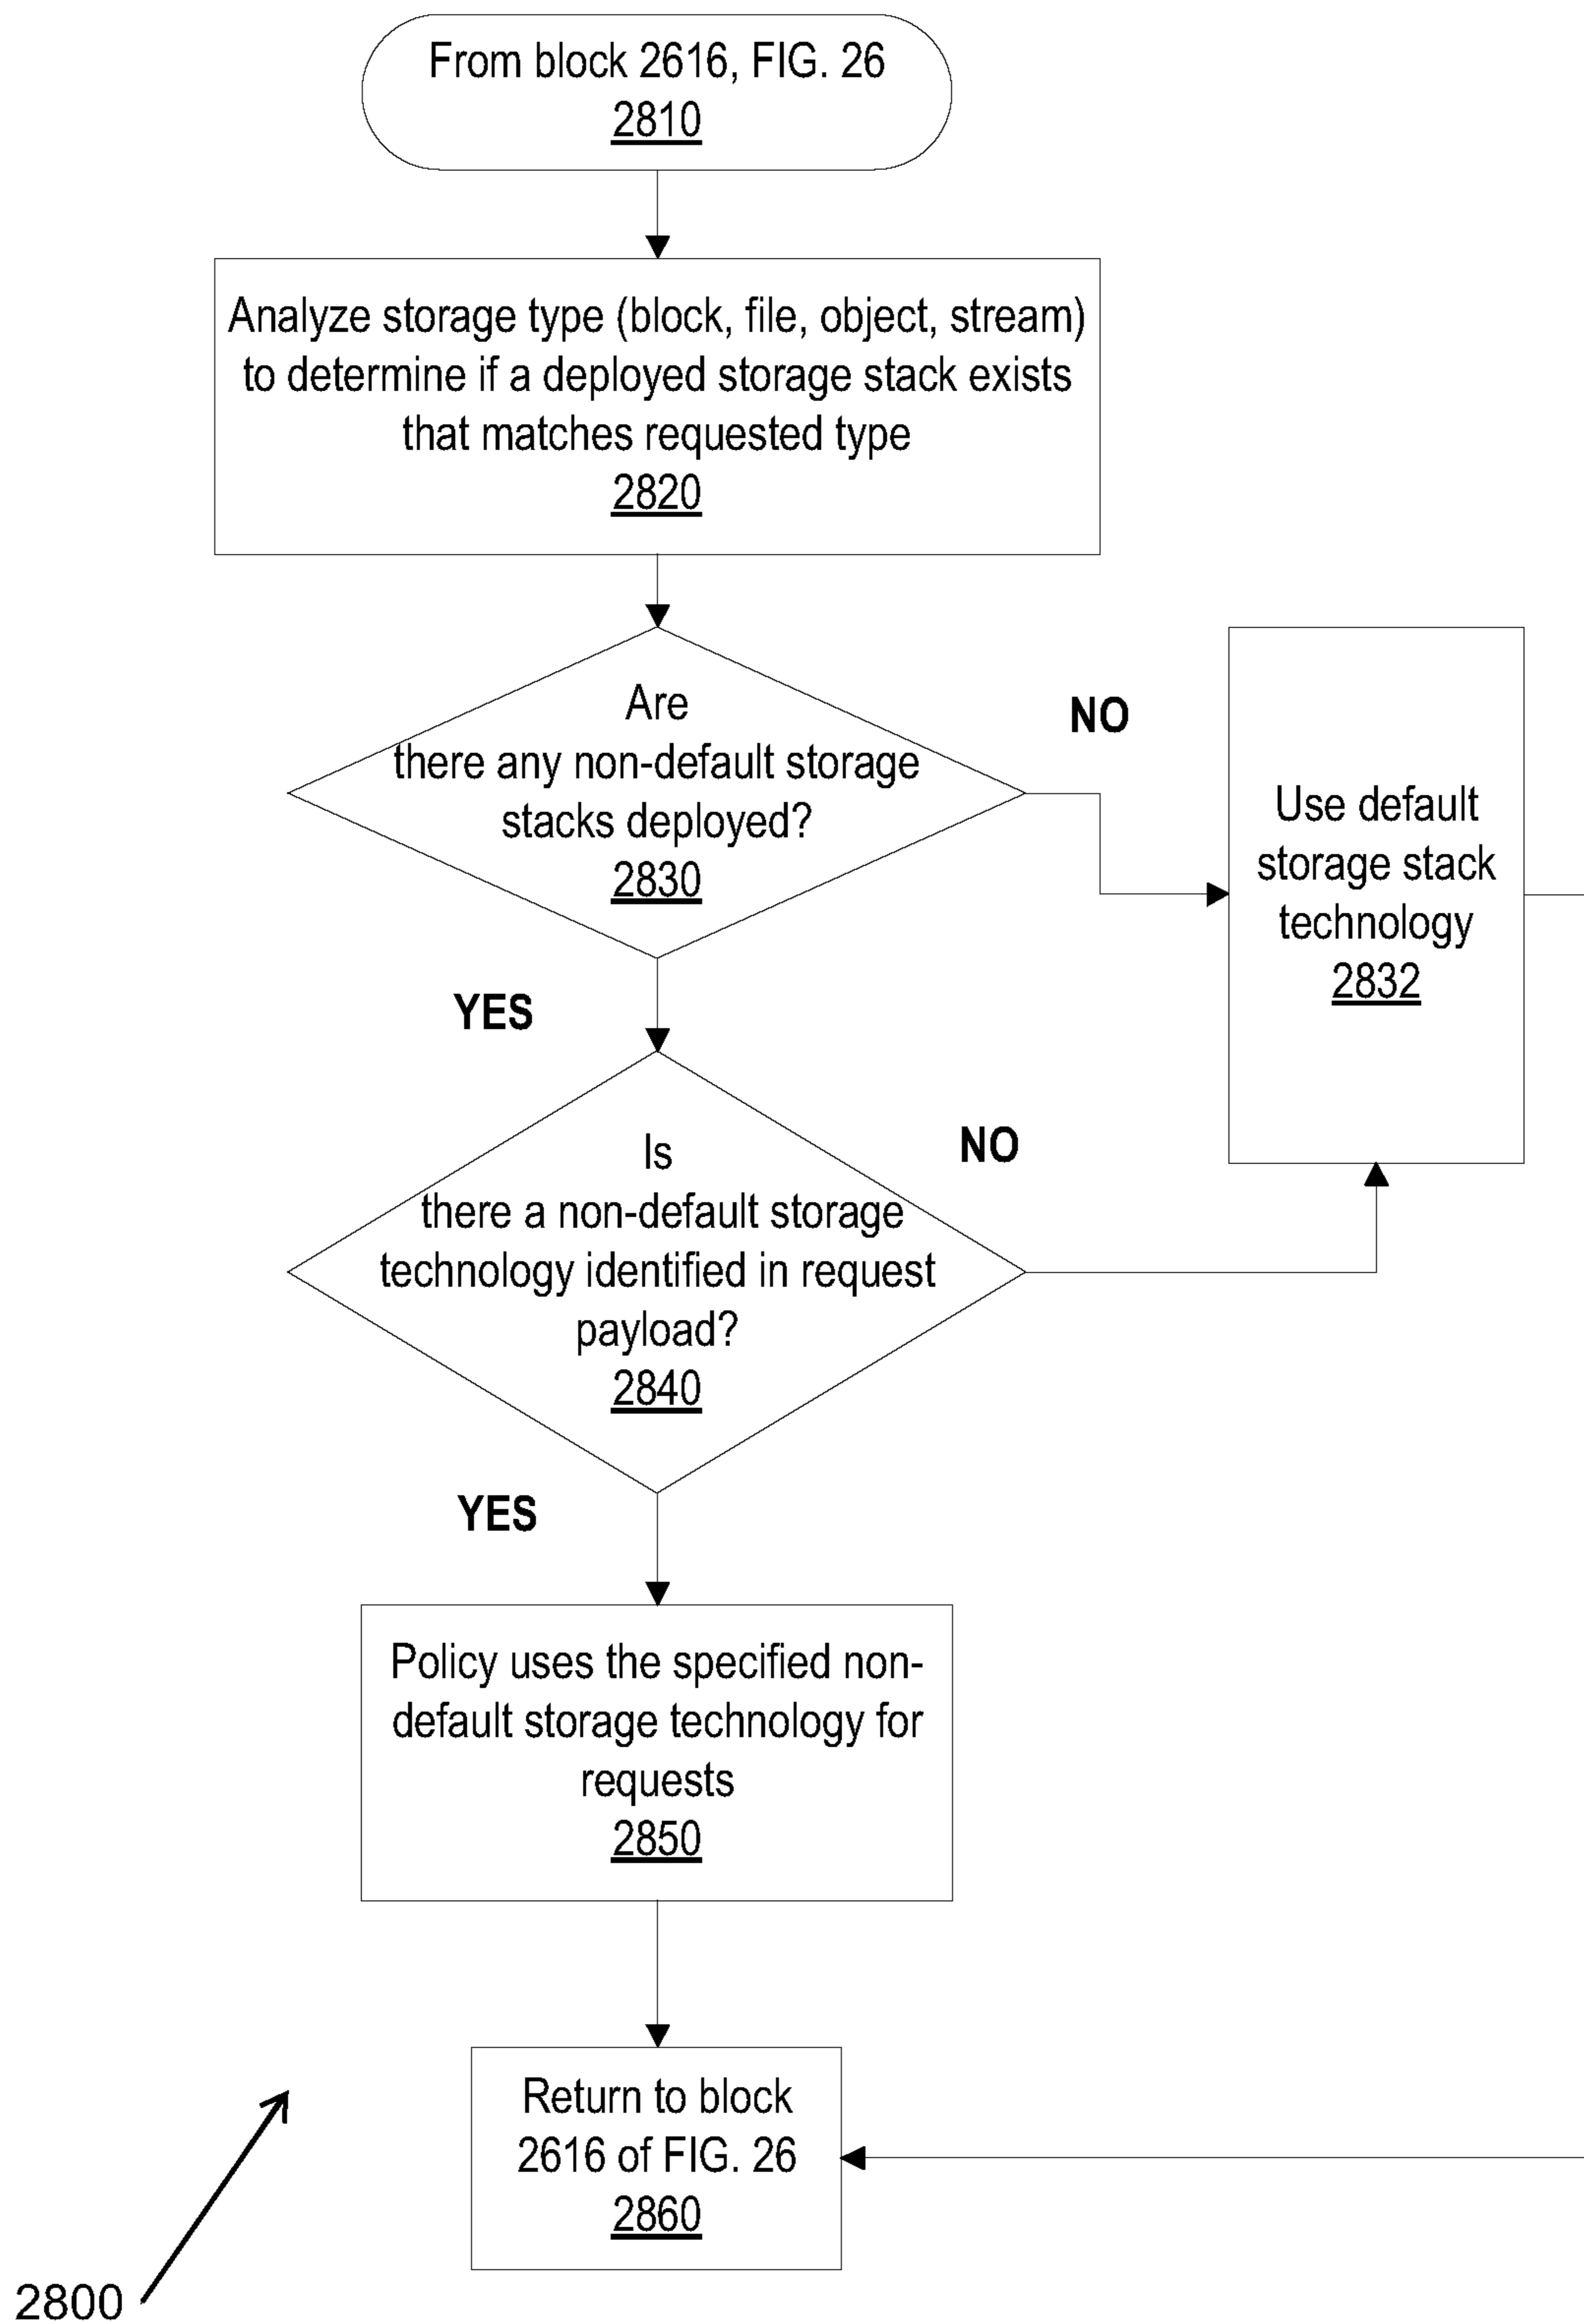 From block 2616, FIG. 26
2810
Analyze storage type (block, file, object, stream)
to determine if a deployed storage stack exists
that matches requested type
2820
Are
there any non-default storage
stacks deployed?
2830
NO
Use default
storage stack
technology
2832
YES
Is
there a non-default storage
technology identified in request
payload?
2840
NO
YES
Policy uses the specified non-
default storage technology for
requests
2850
Return to block
2616 of FIG. 26
2860
2800